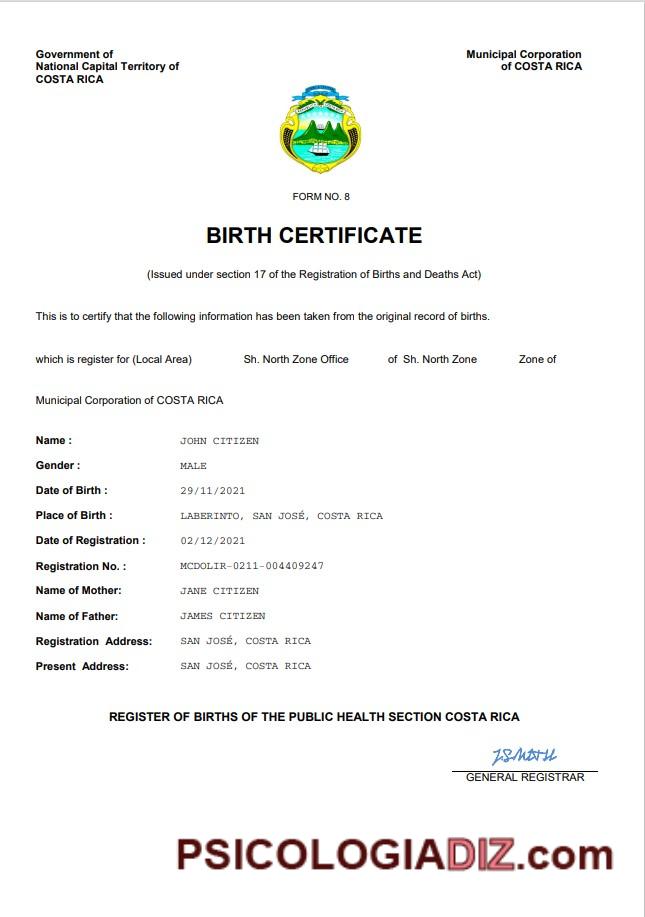 Government of
National Capital Territory of
COSTA RICA
Municipal Corporation
of COSTA RICA
FORM NO. 8
BIRTH CERTIFICATE
(Issued under section 17 of the Registration of Births and Deaths Act)
This is to certify that the following information has been taken from the original record of births.
which is register for (Local Area) Sh. North Zone Office of Sh. North Zone Zone of
Municipal Corporation of COSTA RICA
Name : JOHN CITIZEN
Gender : MALE
Date of Birth : 29/11/2021
Place of Birth : LABERINTO, SAN JOSÉ, COSTA RICA
Date of Registration : 02/12/2021
Registration No. : MCDOLIR-0211-004409247
Name of Mother: JANE CITIZEN
Name of Father: JAMES CITIZEN
Registration Address: SAN JOSÉ, COSTA RICA
Present Address: SAN JOSÉ, COSTA RICA
REGISTER OF BIRTHS OF THE PUBLIC HEALTH SECTION COSTA RICA
GENERAL REGISTRAR
PSICOLOGIADIZ.com